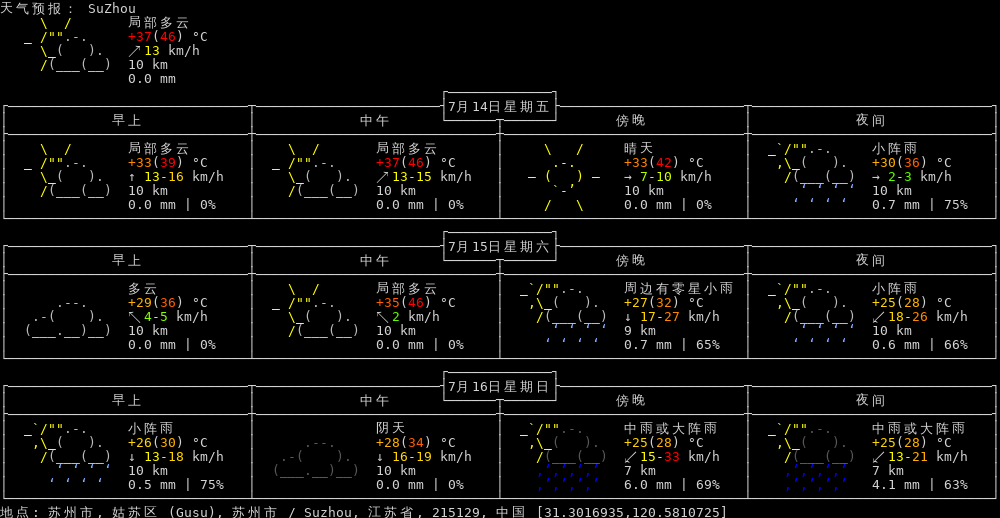 天气预报： SuZhou
局部多云
+37(46) °C
↗ 13 km/h
10 km
0.0 mm
7月14日星期五
早上 中午 傍晚 夜间
局部多云 局部多云 晴天 小阵雨
+33(39) °C +37(46) °C +33(42) °C +30(36) °C
↑ 13-16 km/h ↗ 13-15 km/h → 7-10 km/h → 2-3 km/h
10 km 10 km 10 km 10 km
0.0 mm | 0% 0.0 mm | 0% 0.0 mm | 0% 0.7 mm | 75%
7月15日星期六
早上 中午 傍晚 夜间
多云 局部多云 周边有零星小雨 小阵雨
+29(36) °C +35(46) °C +27(32) °C +25(28) °C
↖ 4-5 km/h ↖ 2 km/h ↓ 17-27 km/h ↙ 18-26 km/h
10 km 10 km 9 km 10 km
0.0 mm | 0% 0.0 mm | 0% 0.7 mm | 65% 0.6 mm | 66%
7月16日星期日
早上 中午 傍晚 夜间
小阵雨 阴天 中雨或大阵雨 中雨或大阵雨
+26(30) °C +28(34) °C +25(28) °C +25(28) °C
↓ 13-18 km/h ↓ 16-19 km/h ↙ 15-33 km/h ↙ 13-21 km/h
10 km 10 km 7 km 7 km
0.5 mm | 75% 0.0 mm | 0% 6.0 mm | 69% 4.1 mm | 63%
地点: 苏州市, 姑苏区 (Gusu), 苏州市 / Suzhou, 江苏省, 215129, 中国 [31.3016935,120.5810725]